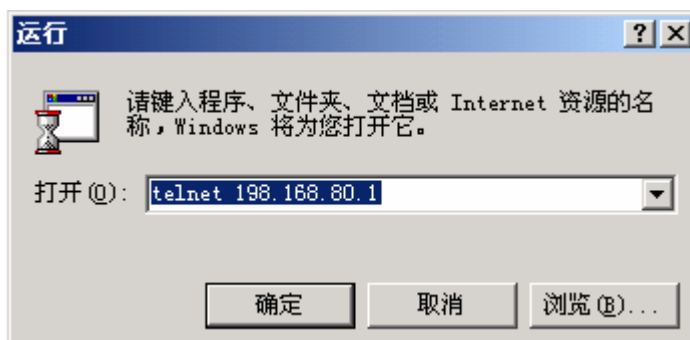 运行
请键入程序、文件夹、文档或 Internet 资源的名
称，Windows 将为您打开它。
打开(O): telnet 198.168.80.1
确定 取消 浏览(B)...